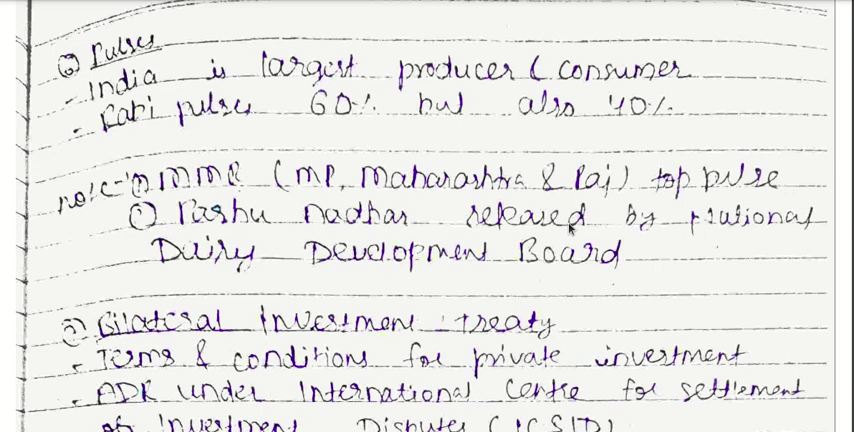 ② Pulses
- India is largest producer & consumer
- Rabi pulses 60% but also 40%
Note- ① MMR (MP, Maharashtra & Raj) top pulse
① Pashu Aadhar released by National
Dairy Development Board
③ Bilateral Investment treaty
- Terms & conditions for private investment
- ADR under International Centre for settlement
of Investment Disputes (ICSID)